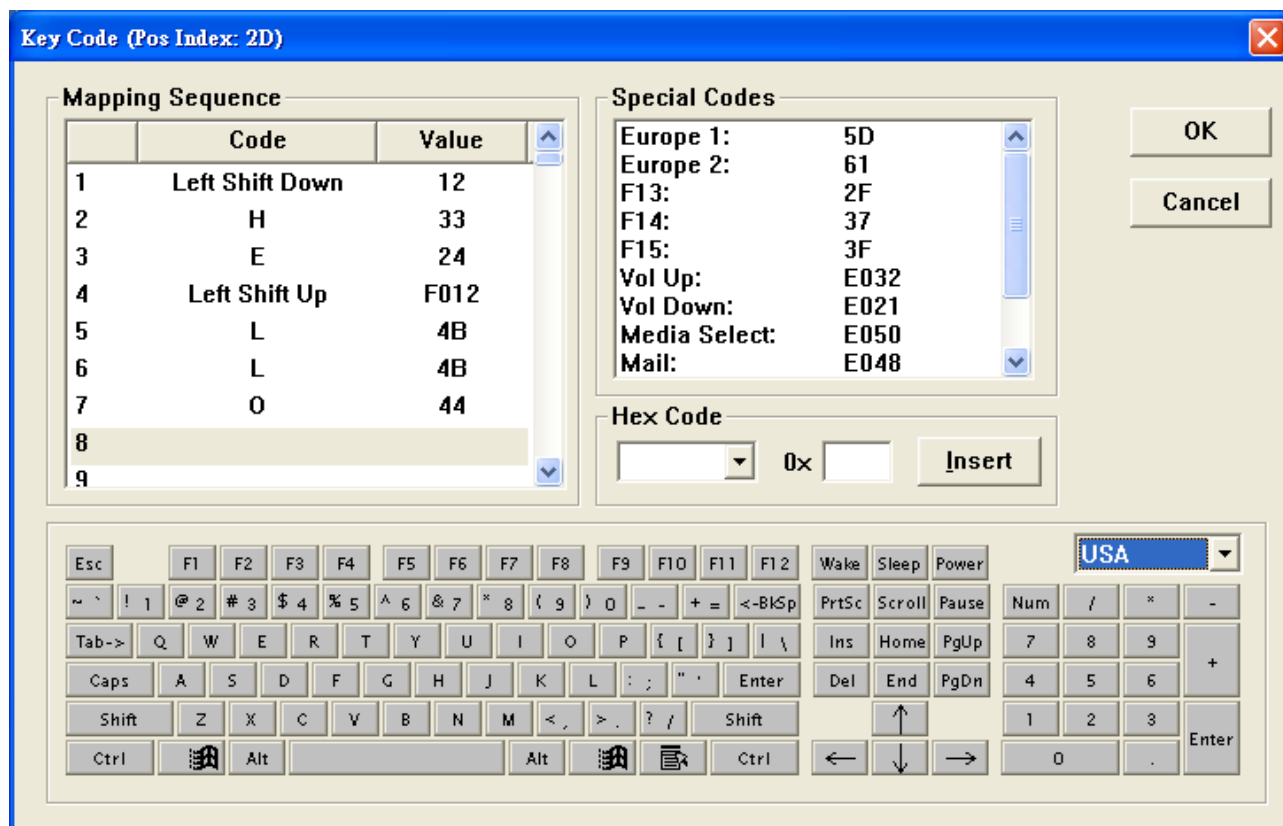 Key Code (Pos Index: 2D)
Mapping Sequence
Code Value
1 Left Shift Down 12
2 H 33
3 E 24
4 Left Shift Up F012
5 L 4B
6 L 4B
7 O 44
8
9
Special Codes
Europe 1: 5D
Europe 2: 61
F13: 2F
F14: 37
F15: 3F
Vol Up: E032
Vol Down: E021
Media Select: E050
Mail: E048
OK
Cancel
Hex Code
0x Insert
USA
Esc F1 F2 F3 F4 F5 F6 F7 F8 F9 F10 F11 F12 Wake Sleep Power
~ ` ! 1 @ 2 # 3 $ 4 % 5 ^ 6 & 7 * 8 ( 9 ) 0 _ - + = <-BkSp PrtSc Scroll Pause Num / * -
Tab-> Q W E R T Y U I O P { [ } ] | \ Ins Home PgUp 7 8 9 +
Caps A S D F G H J K L : ; " ' Enter Del End PgDn 4 5 6
Shift Z X C V B N M < , > . ? / Shift ↑ 1 2 3 Enter
Ctrl Alt Alt Ctrl ← ↓ → 0 .